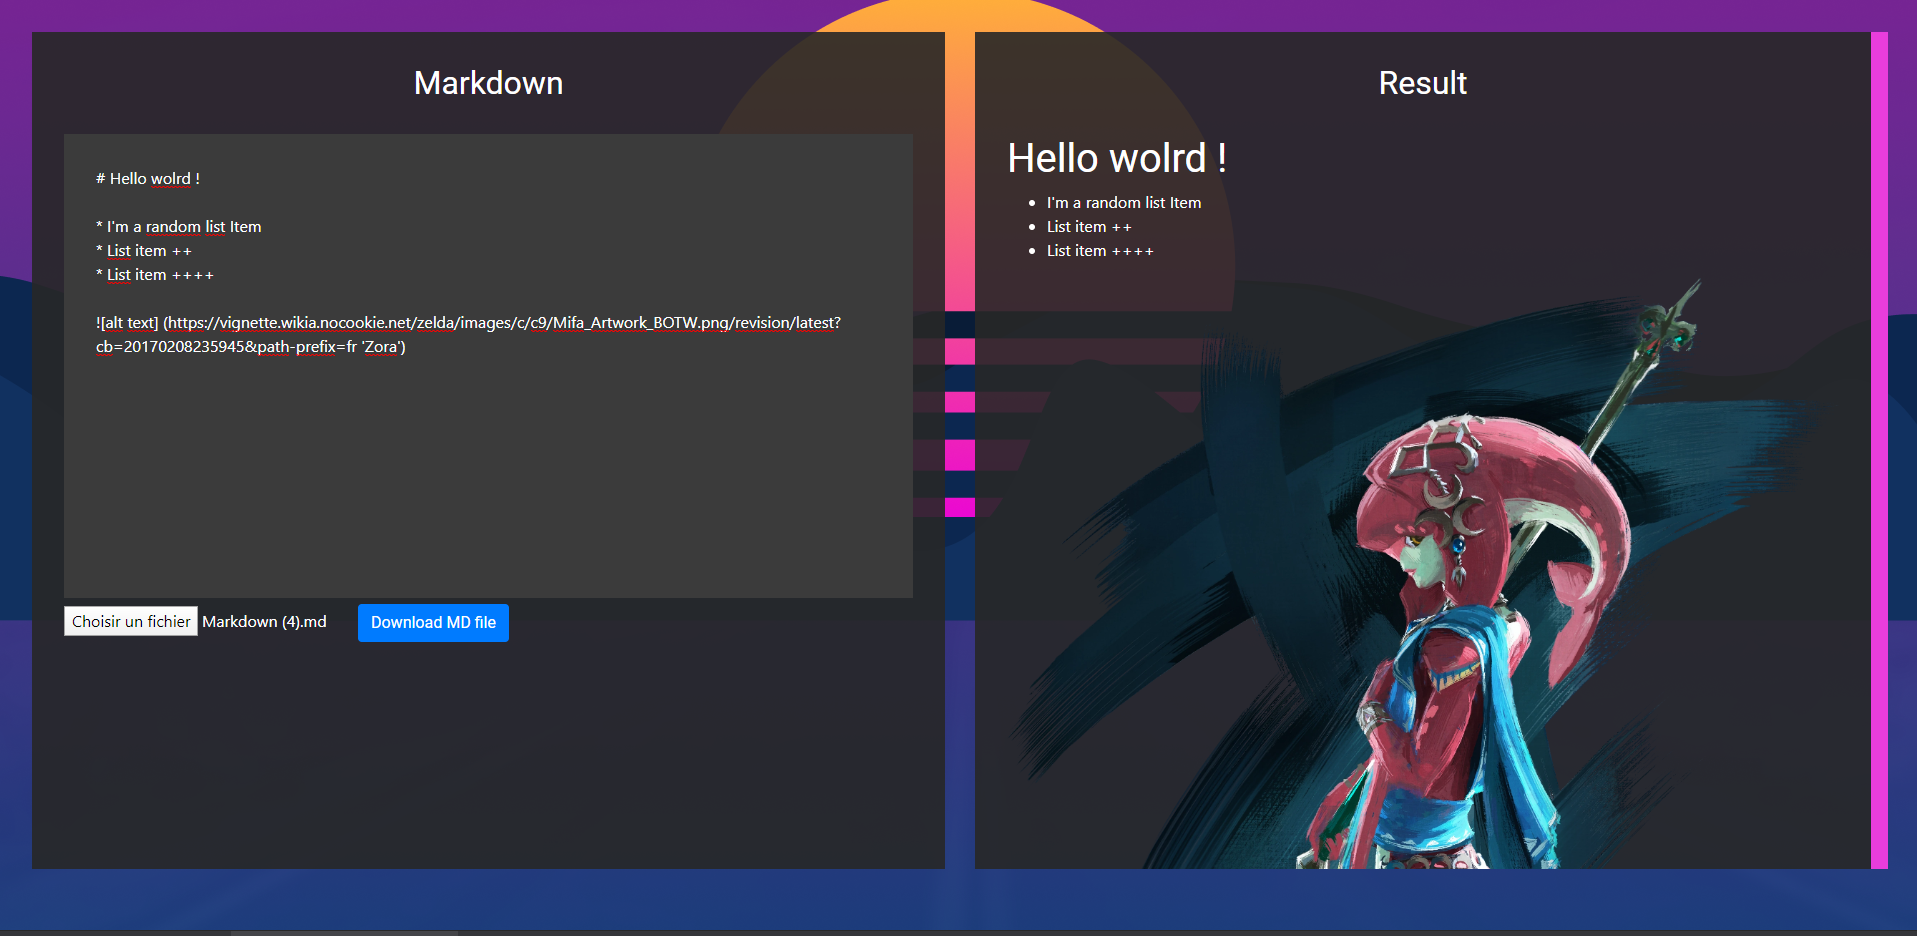 Markdown
# Hello wolrd !
* I'm a random list Item
* List item ++
* List item ++++
![alt text] (https://vignette.wikia.nocookie.net/zelda/images/c/c9/Mifa_Artwork_BOTW.png/revision/latest?
cb=20170208235945&path-prefix=fr 'Zora')
Choisir un fichier Markdown (4).md Download MD file
Result
Hello wolrd !
• I'm a random list Item
• List item ++
• List item ++++